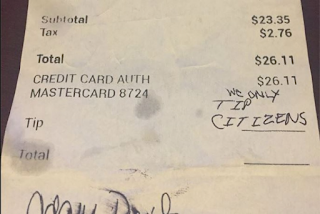 Subtotal $23.35
Tax $2.76
Total $26.11
CREDIT CARD AUTH $26.11
MASTERCARD 8724
WE ONLY
TIP
Tip CITIZENS
Total